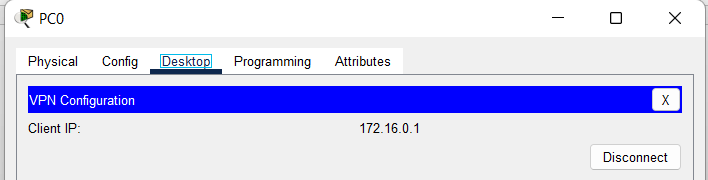 PC0
Physical Config Desktop Programming Attributes
VPN Configuration X
Client IP: 172.16.0.1
Disconnect